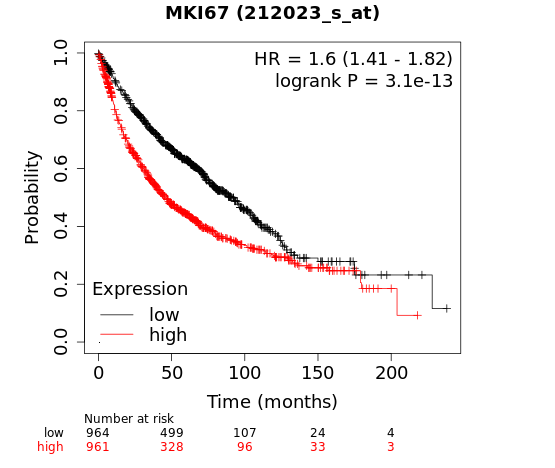 MKI67 (212023_s_at)
HR = 1.6 (1.41 - 1.82)
logrank P = 3.1e-13
1.0
0.8
0.6
0.4
0.2
0.0
Probability
Expression
low
high
0 50 100 150 200
Time (months)
Number at risk
low 964 499 107 24 4
high 961 328 96 33 3